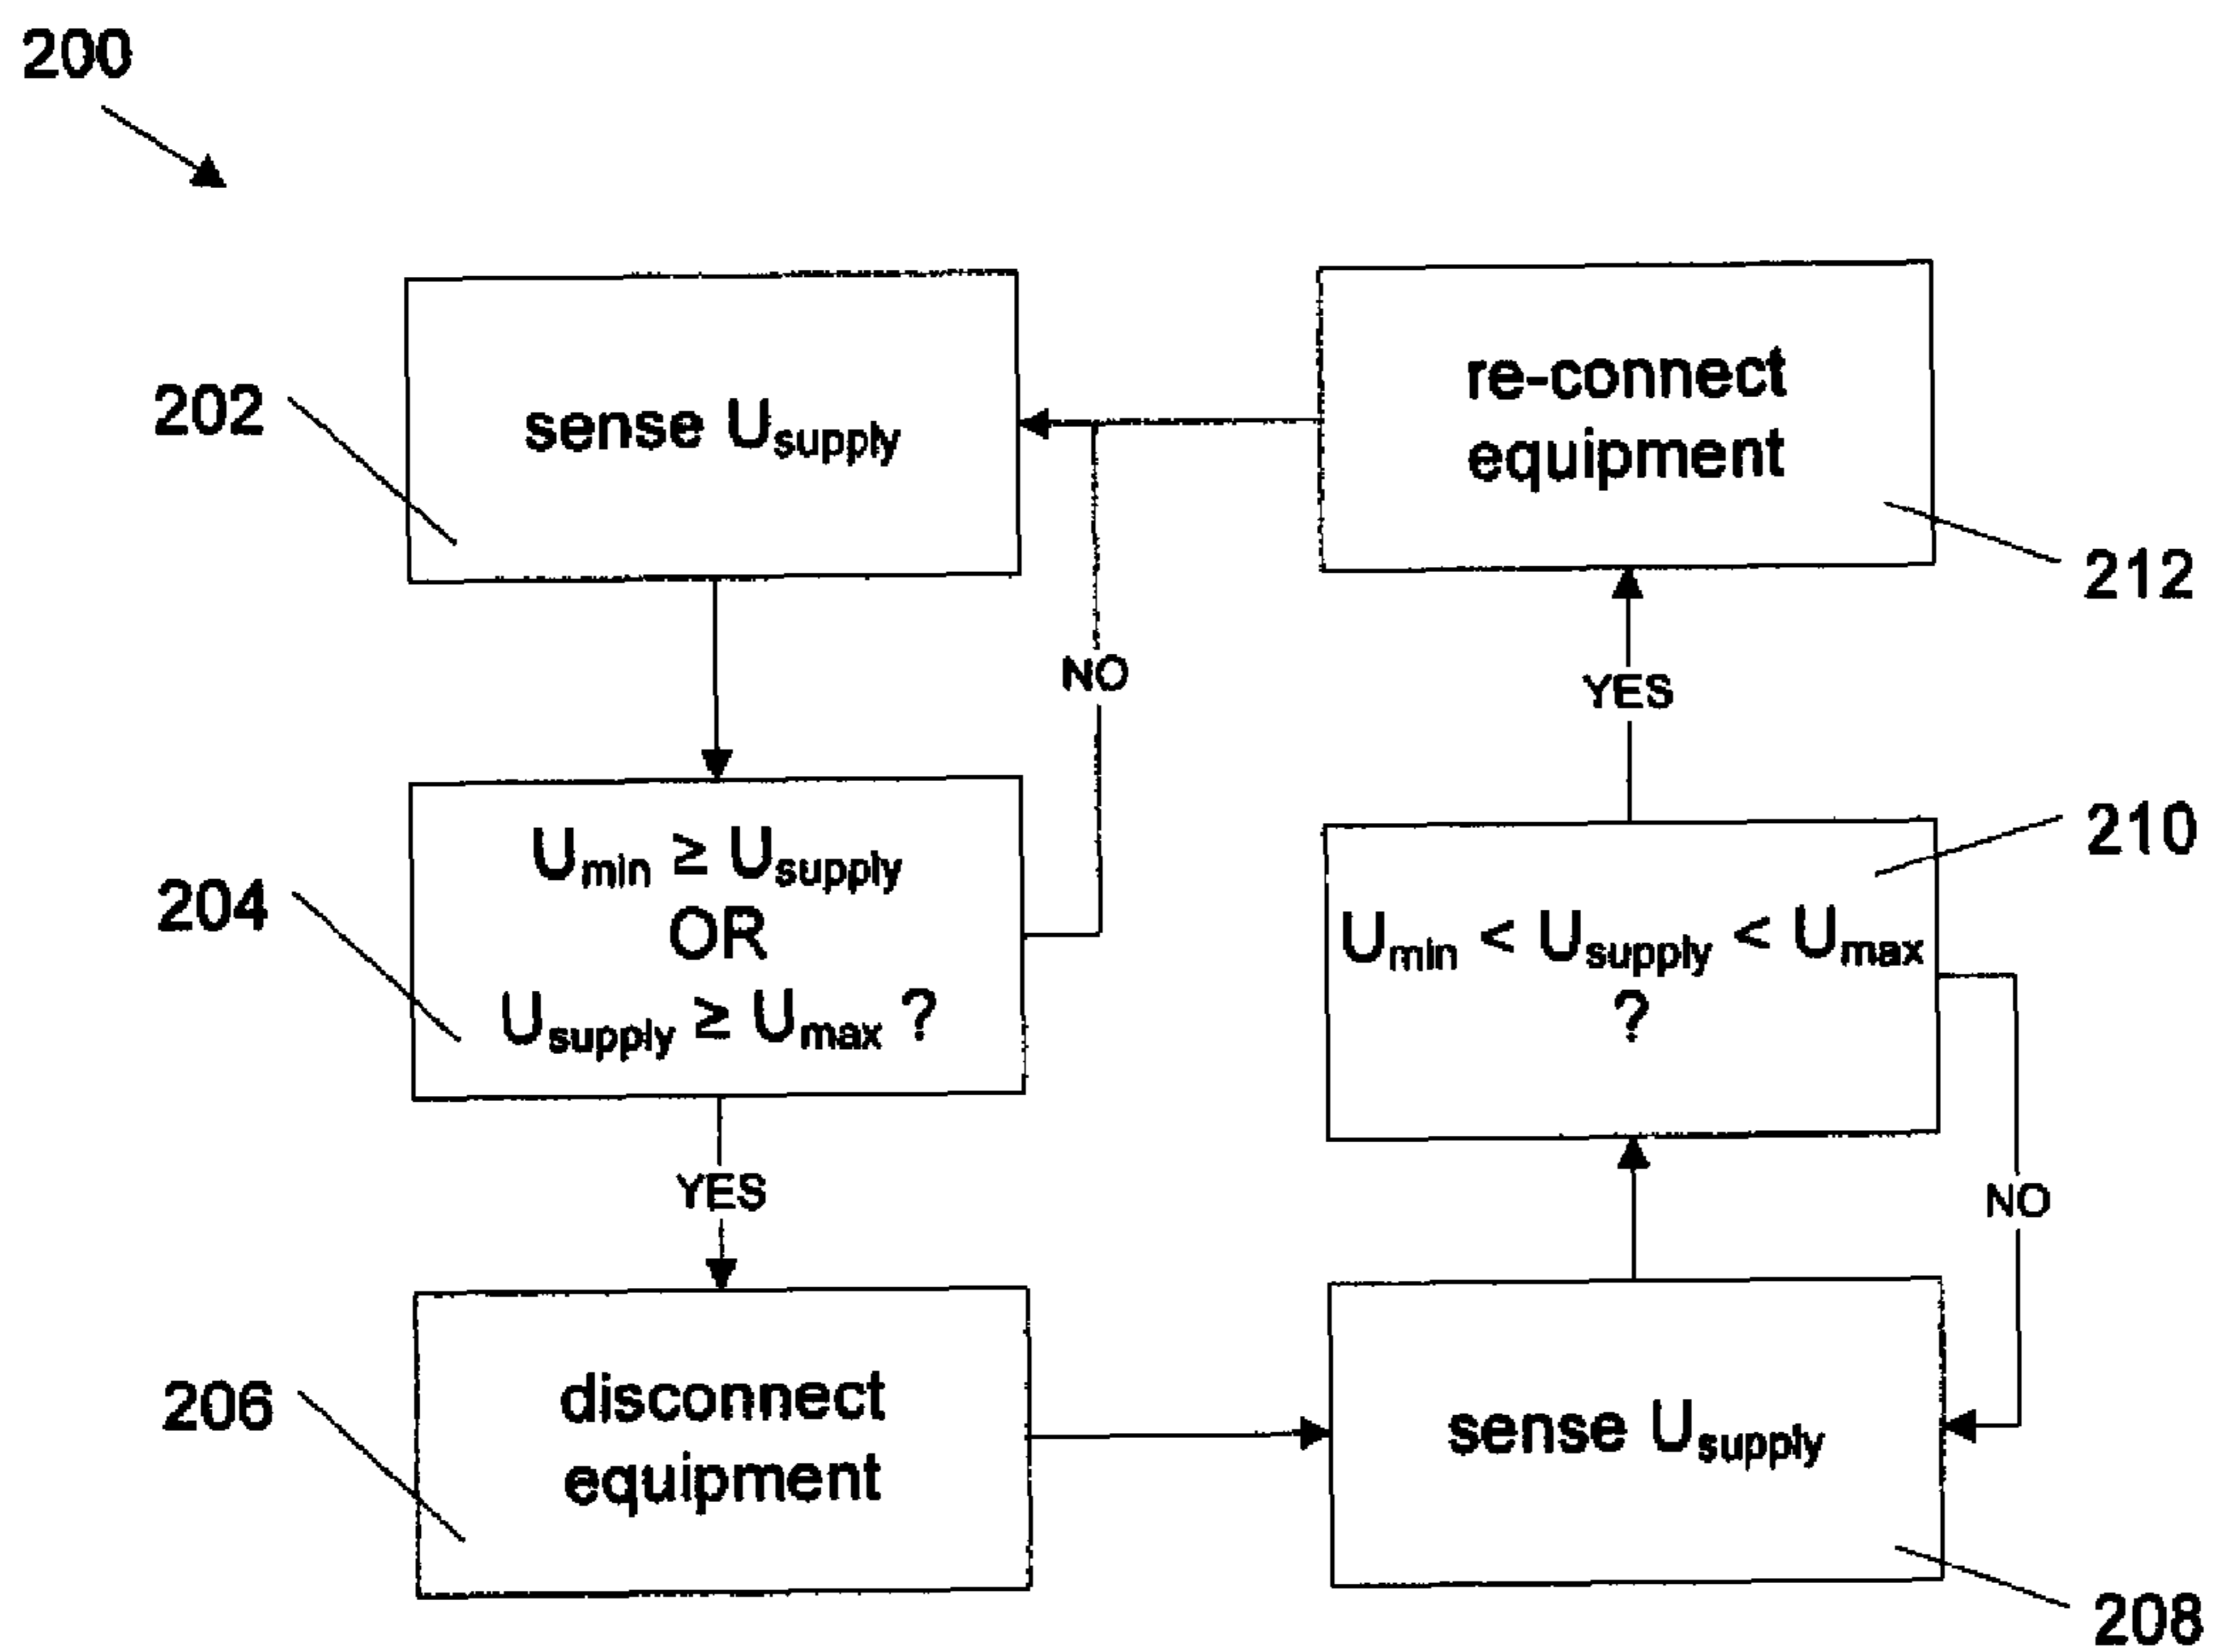 200
202
sense Usupply
re-connect
equipment
212
NO
YES
204
Umin ≥ Usupply
OR
Usupply ≥ Umax ?
210
Umin < Usupply < Umax
?
YES
NO
206
disconnect
equipment
sense Usupply
208